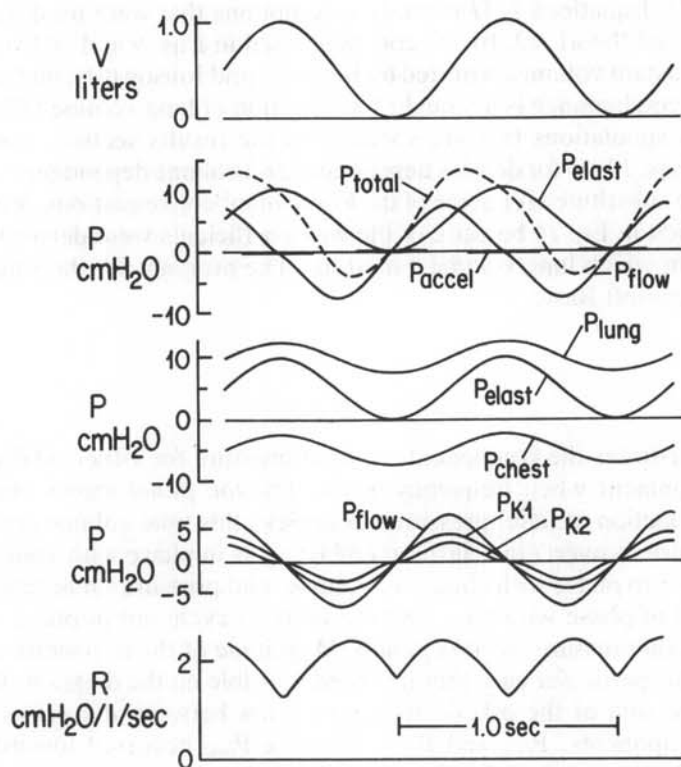 1.0
V
liters
0
P
cmH₂O
40
0
-10
Ptotal
Pelast
Paccel
Pflow
P
cmH₂O
10
0
-10
Plung
Pelast
Pchest
P
cmH₂O
5
0
-5
Pflow
PK1
PK2
R
cmH₂O/l/sec
2
0
1.0 sec